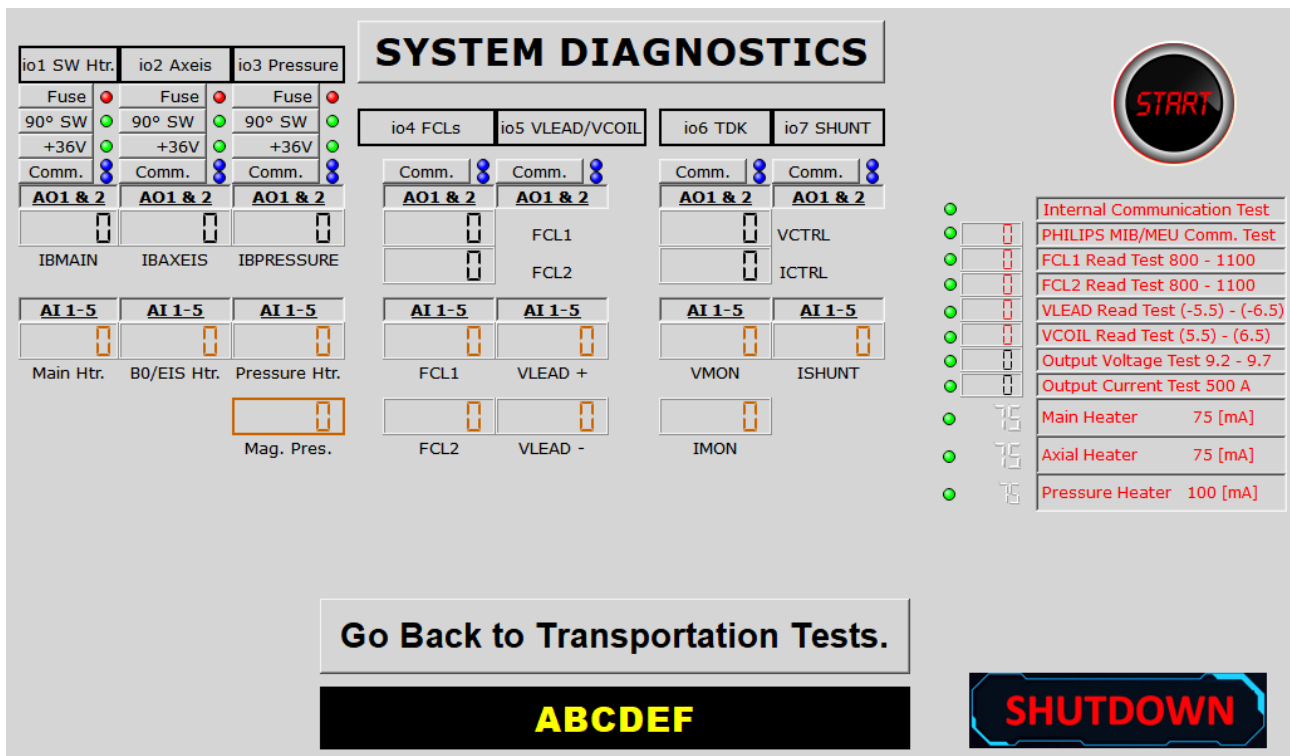 SYSTEM DIAGNOSTICS
io1 SW Htr. io2 Axeis io3 Pressure
Fuse Fuse Fuse
90° SW 90° SW 90° SW
+36V +36V +36V
Comm. Comm. Comm.
AO1 & 2 AO1 & 2 AO1 & 2
0 0 0
IBMAIN IBAXEIS IBPRESSURE
AI 1-5 AI 1-5 AI 1-5
0 0 0
Main Htr. B0/EIS Htr. Pressure Htr.
0
Mag. Pres.
io4 FCLs io5 VLEAD/VCOIL
Comm. Comm.
AO1 & 2 AO1 & 2
0 FCL1
0 FCL2
AI 1-5 AI 1-5
0 0
FCL1 VLEAD +
0 0
FCL2 VLEAD -
io6 TDK io7 SHUNT
Comm. Comm.
AO1 & 2 AO1 & 2
0 VCTRL
0 ICTRL
AI 1-5 AI 1-5
0 0
VMON ISHUNT
0
IMON
START
Internal Communication Test
0 PHILIPS MIB/MEU Comm. Test
0 FCL1 Read Test 800 - 1100
0 FCL2 Read Test 800 - 1100
0 VLEAD Read Test (-5.5) - (-6.5)
0 VCOIL Read Test (5.5) - (6.5)
0 Output Voltage Test 9.2 - 9.7
0 Output Current Test 500 A
75 Main Heater 75 [mA]
75 Axial Heater 75 [mA]
75 Pressure Heater 100 [mA]
Go Back to Transportation Tests.
ABCDEF
SHUTDOWN